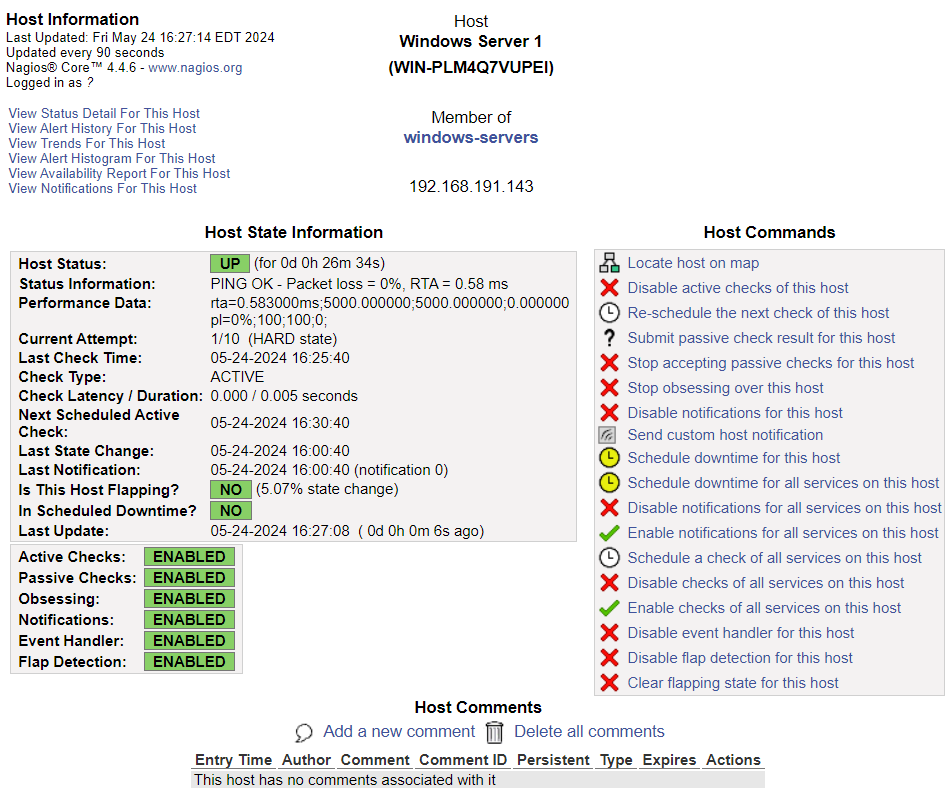 Host Information
Last Updated: Fri May 24 16:27:14 EDT 2024
Updated every 90 seconds
Nagios® Core™ 4.4.6 - www.nagios.org
Logged in as ?
View Status Detail For This Host
View Alert History For This Host
View Trends For This Host
View Alert Histogram For This Host
View Availability Report For This Host
View Notifications For This Host
Host
Windows Server 1
(WIN-PLM4Q7VUPEI)
Member of
windows-servers
192.168.191.143
Host State Information
Host Status: UP (for 0d 0h 26m 34s)
Status Information: PING OK - Packet loss = 0%, RTA = 0.58 ms
Performance Data: rta=0.583000ms;5000.000000;5000.000000;0.000000
pl=0%;100;100;0;
Current Attempt: 1/10 (HARD state)
Last Check Time: 05-24-2024 16:25:40
Check Type: ACTIVE
Check Latency / Duration: 0.000 / 0.005 seconds
Next Scheduled Active
Check: 05-24-2024 16:30:40
Last State Change: 05-24-2024 16:00:40
Last Notification: 05-24-2024 16:00:40 (notification 0)
Is This Host Flapping? NO (5.07% state change)
In Scheduled Downtime? NO
Last Update: 05-24-2024 16:27:08 ( 0d 0h 0m 6s ago)
Active Checks: ENABLED
Passive Checks: ENABLED
Obsessing: ENABLED
Notifications: ENABLED
Event Handler: ENABLED
Flap Detection: ENABLED
Host Commands
Locate host on map
Disable active checks of this host
Re-schedule the next check of this host
? Submit passive check result for this host
Stop accepting passive checks for this host
Stop obsessing over this host
Disable notifications for this host
Send custom host notification
Schedule downtime for this host
Schedule downtime for all services on this host
Disable notifications for all services on this host
Enable notifications for all services on this host
Schedule a check of all services on this host
Disable checks of all services on this host
Enable checks of all services on this host
Disable event handler for this host
Disable flap detection for this host
Clear flapping state for this host
Host Comments
Add a new comment Delete all comments
Entry Time Author Comment Comment ID Persistent Type Expires Actions
This host has no comments associated with it